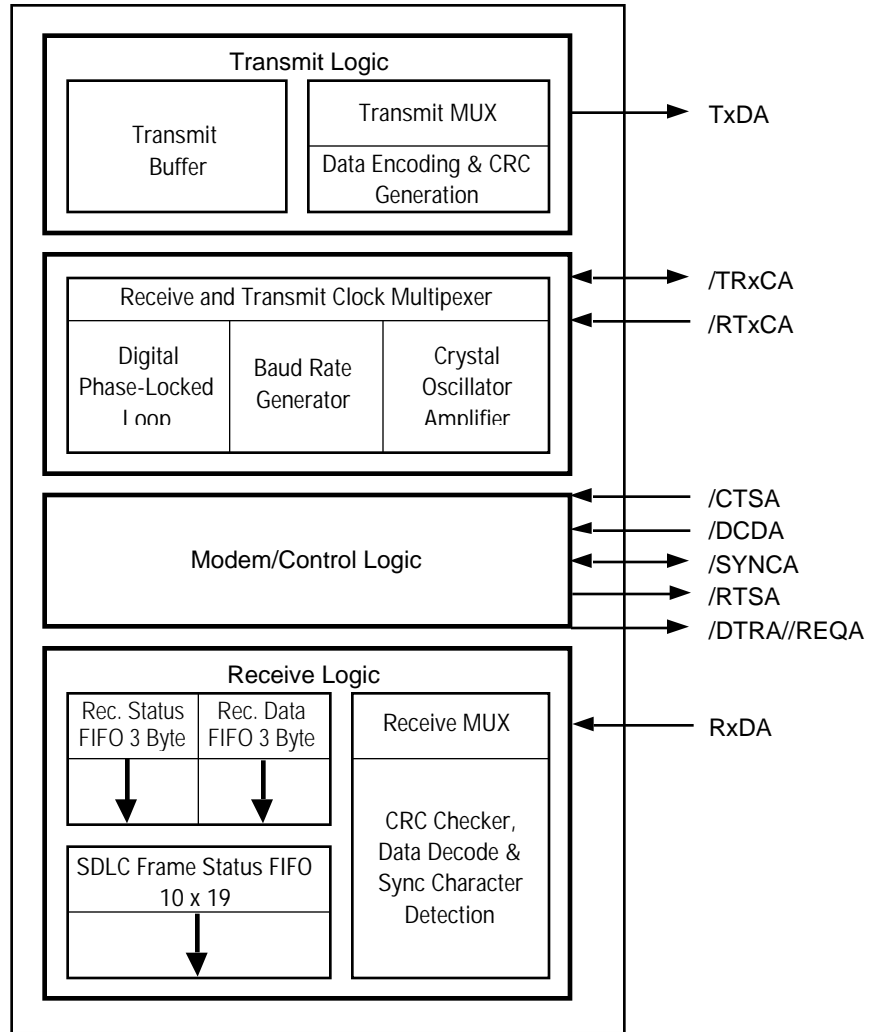 Transmit Logic
Transmit
Buffer
Transmit MUX
Data Encoding & CRC
Generation
TxDA
Receive and Transmit Clock Multipexer
Digital
Phase-Locked
Loop
Baud Rate
Generator
Crystal
Oscillator
Amplifier
/TRxCA
/RTxCA
Modem/Control Logic
/CTSA
/DCDA
/SYNCA
/RTSA
/DTRA//REQA
Receive Logic
Rec. Status
FIFO 3 Byte
Rec. Data
FIFO 3 Byte
Receive MUX
CRC Checker,
Data Decode &
Sync Character
Detection
SDLC Frame Status FIFO
10 x 19
RxDA